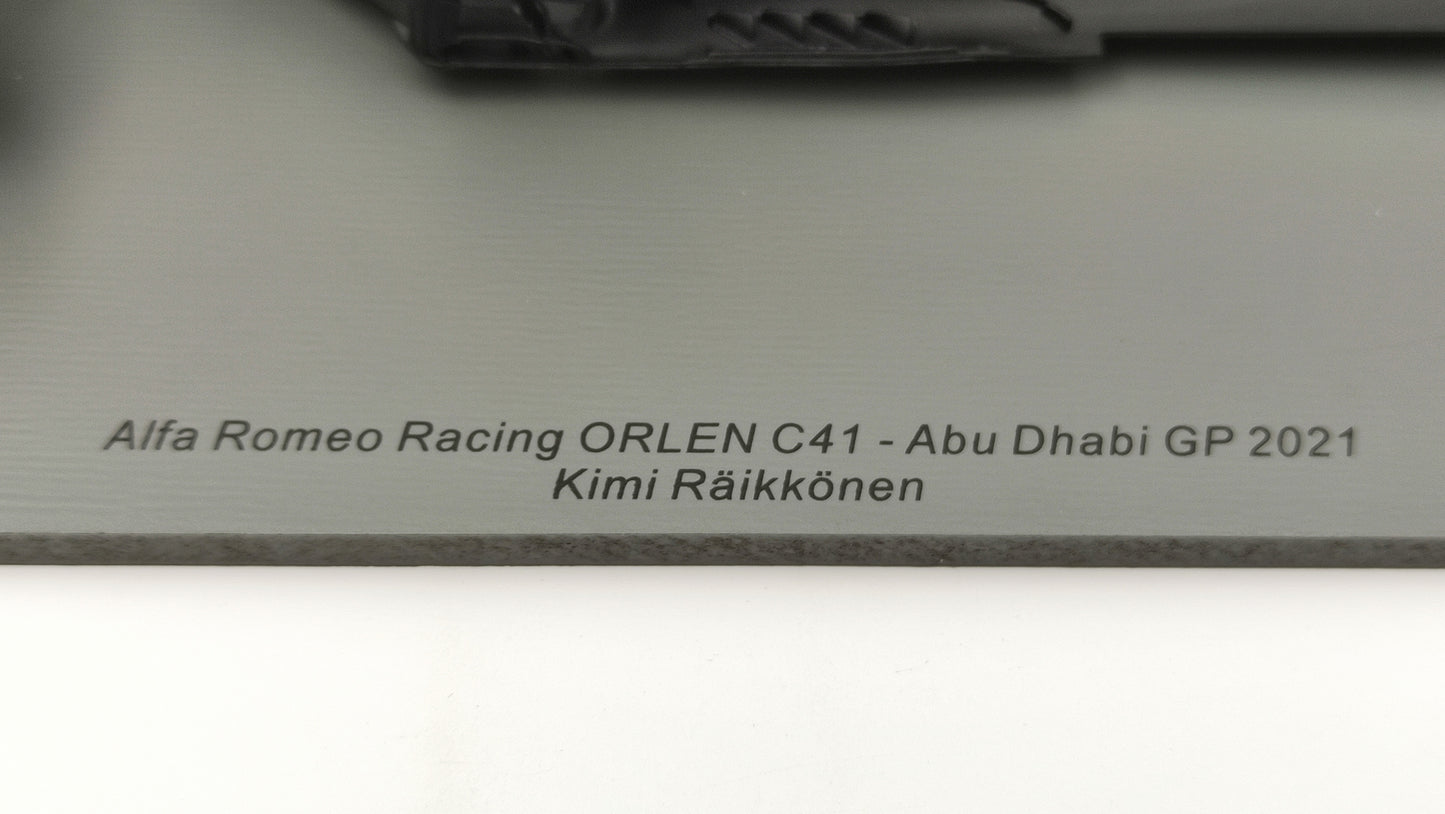 Alfa Romeo Racing ORLEN C41 - Abu Dhabi GP 2021
Kimi Räikkönen